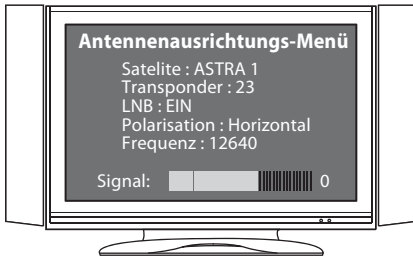 Antennenausrichtungs-Menü
Satelite : ASTRA 1
Transponder : 23
LNB : EIN
Polarisation : Horizontal
Frequenz : 12640
Signal: 0